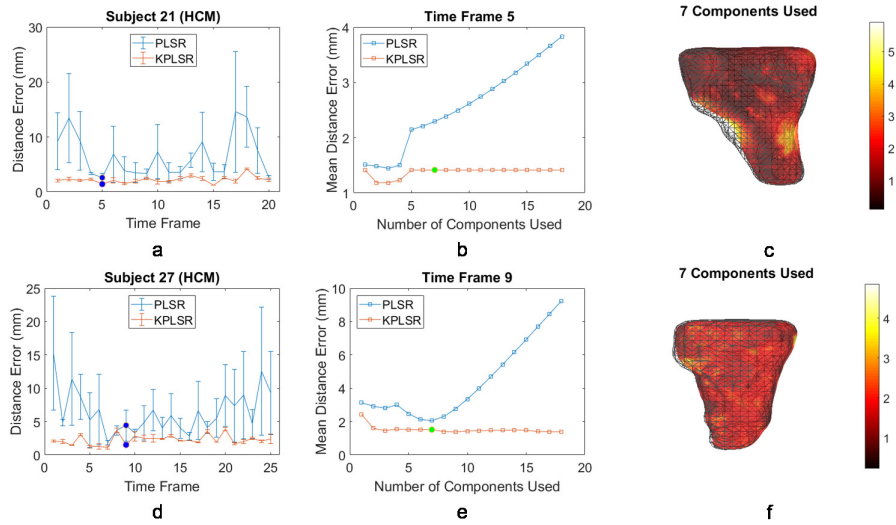 Subject 21 (HCM)
30
20
10
0
Distance Error (mm)
PLSR
KPLSR
0 5 10 15 20
Time Frame
a
Time Frame 5
4
3
2
1
Mean Distance Error (mm)
PLSR
KPLSR
0 5 10 15 20
Number of Components Used
b
7 Components Used
5
4
3
2
1
c
Subject 27 (HCM)
25
20
15
10
5
0
Distance Error (mm)
PLSR
KPLSR
0 5 10 15 20 25
Time Frame
d
Time Frame 9
10
8
6
4
2
0
Mean Distance Error (mm)
PLSR
KPLSR
0 5 10 15 20
Number of Components Used
e
7 Components Used
4
3
2
1
f